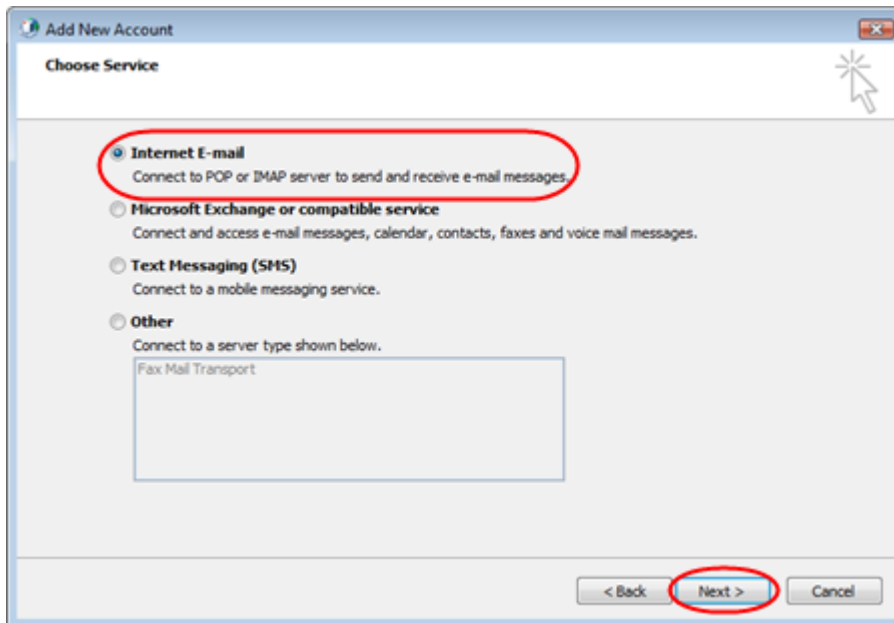 Add New Account
Choose Service
Internet E-mail
Connect to POP or IMAP server to send and receive e-mail messages.
Microsoft Exchange or compatible service
Connect and access e-mail messages, calendar, contacts, faxes and voice mail messages.
Text Messaging (SMS)
Connect to a mobile messaging service.
Other
Connect to a server type shown below.
Fax Mail Transport
< Back Next > Cancel